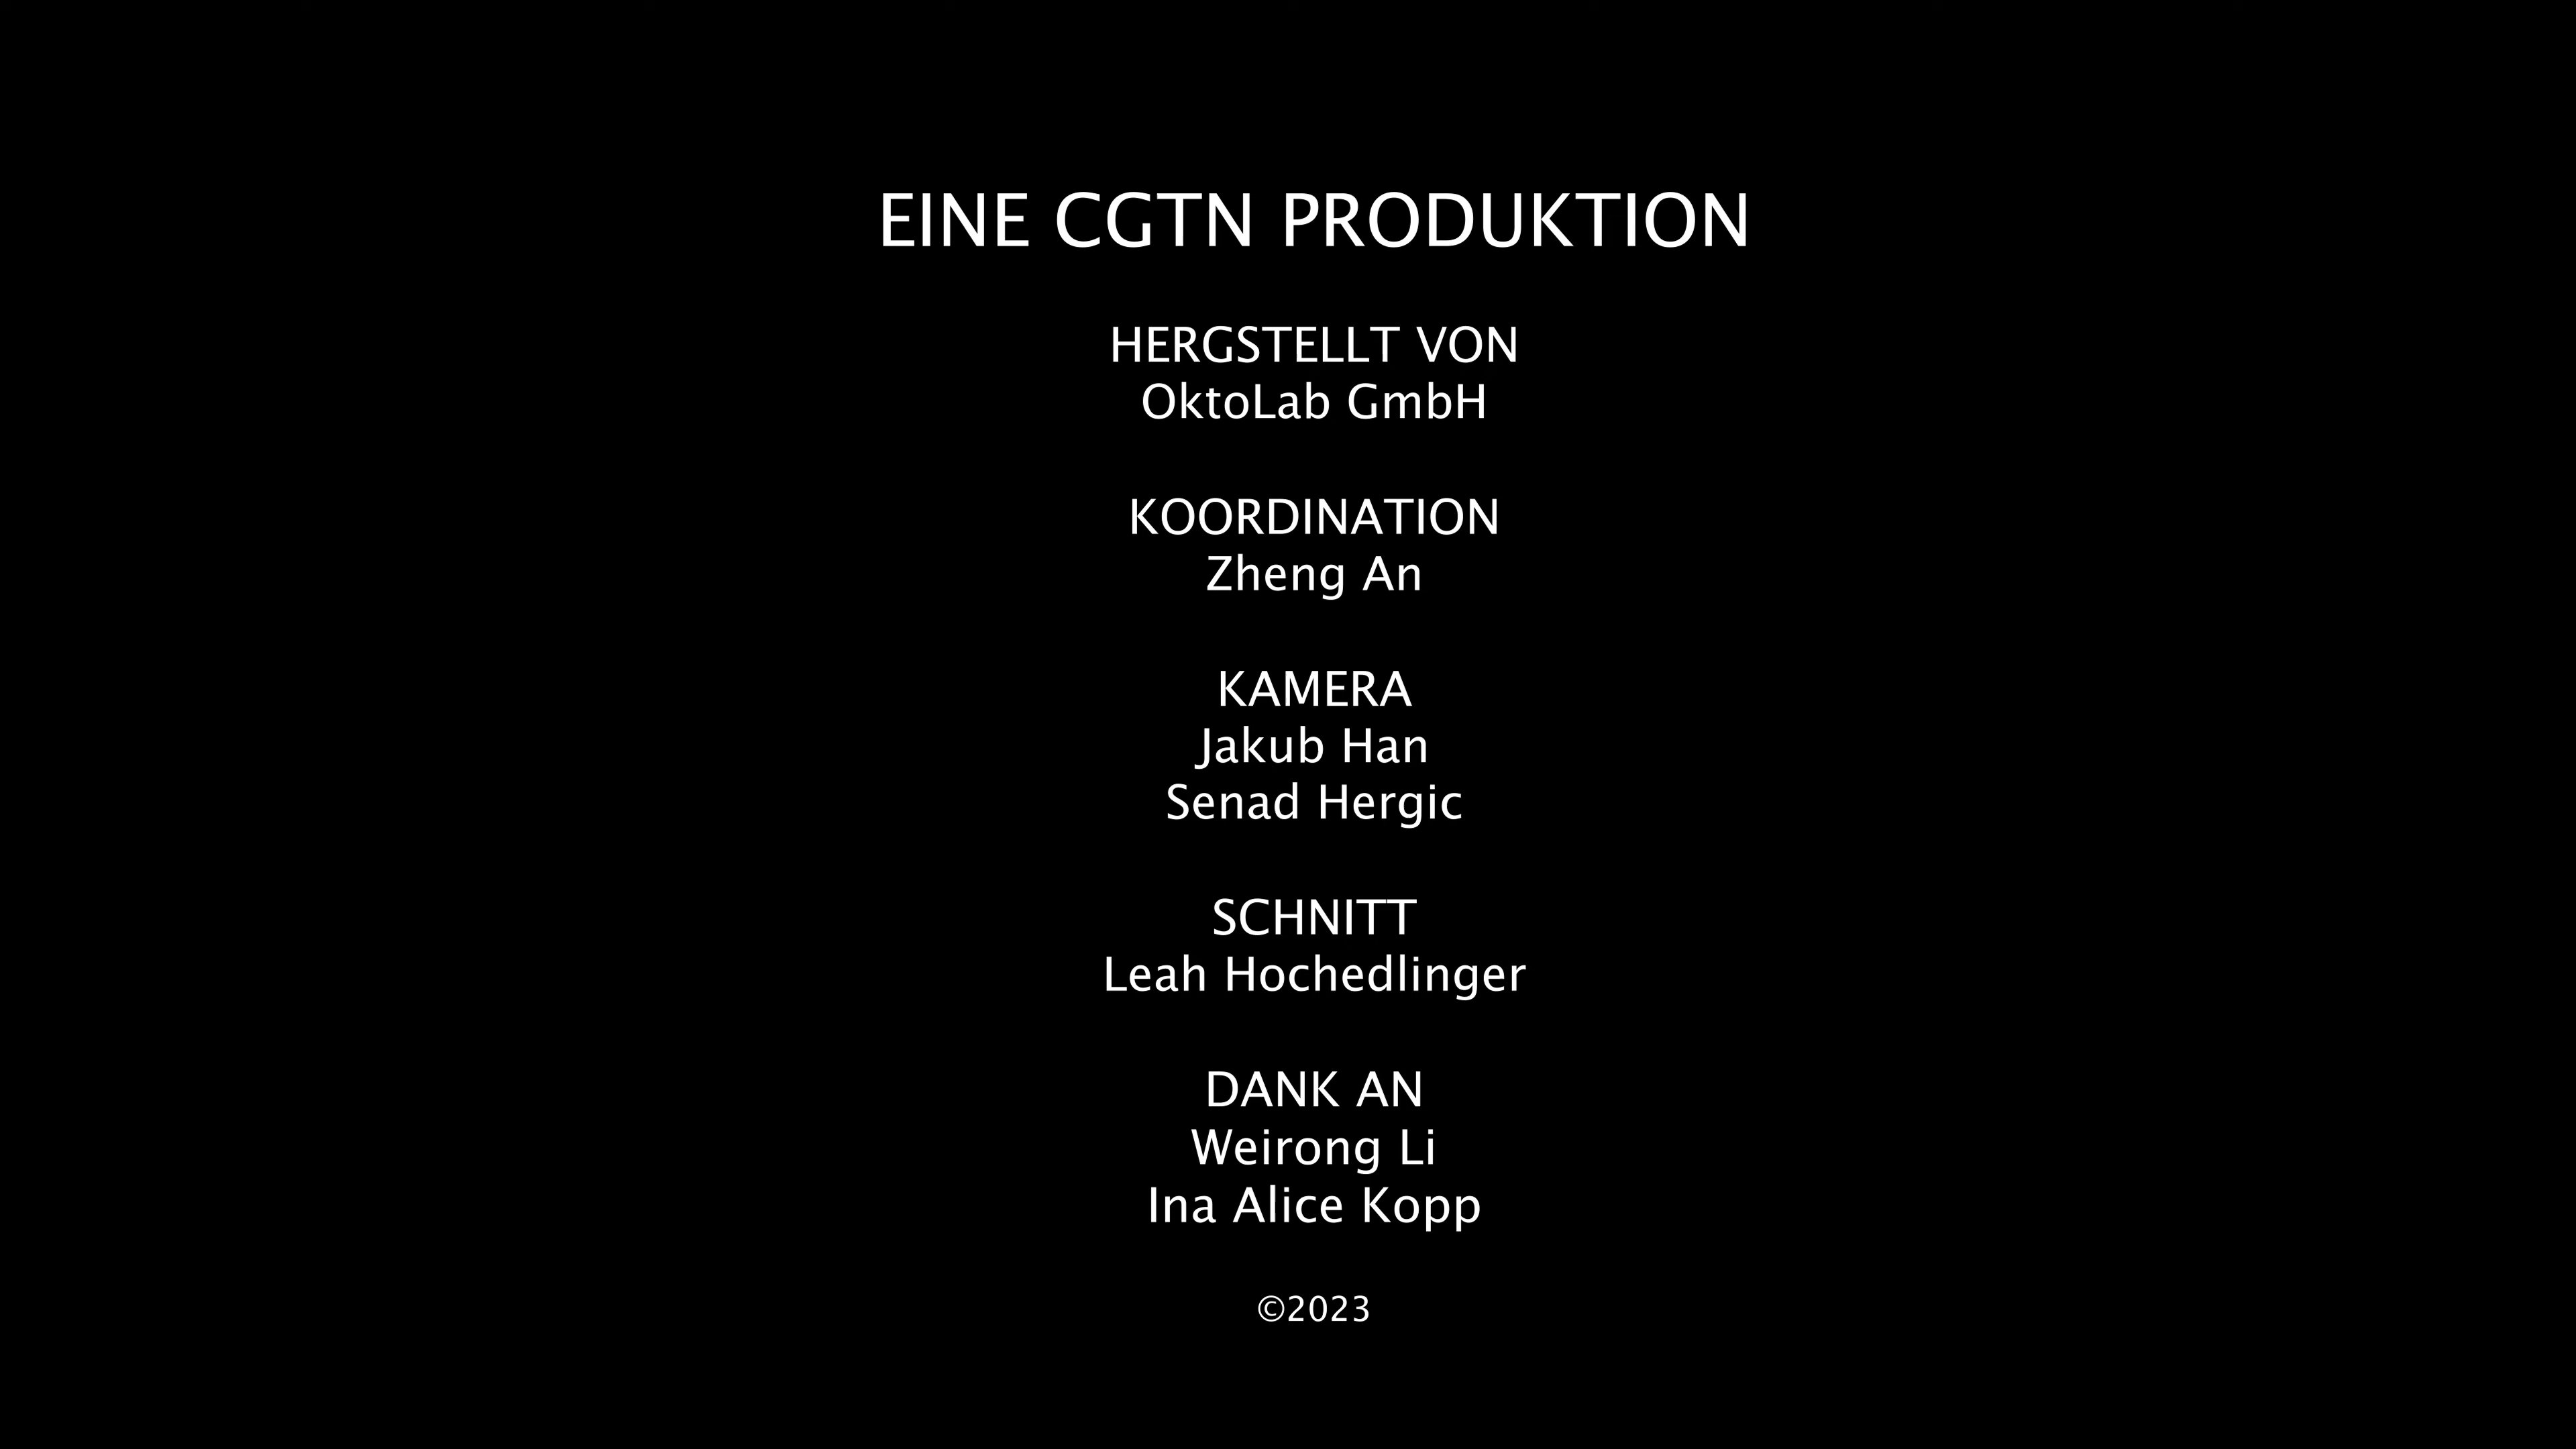 EINE CGTN PRODUKTION
HERGSTELLT VON
OktoLab GmbH
KOORDINATION
Zheng An
KAMERA
Jakub Han
Senad Hergic
SCHNITT
Leah Hochedlinger
DANK AN
Weirong Li
Ina Alice Kopp
©2023